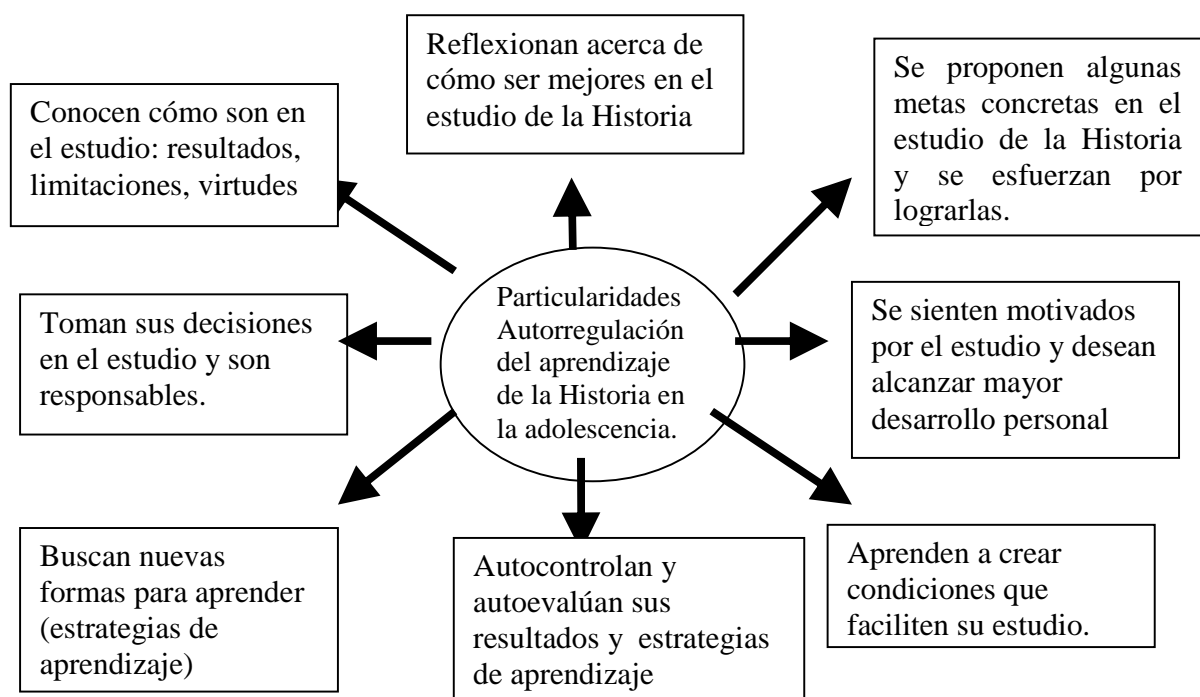 Reflexionan acerca de
cómo ser mejores en el
estudio de la Historia
Se proponen algunas
metas concretas en el
estudio de la Historia
y se esfuerzan por
lograrlas.
Conocen cómo son en
el estudio: resultados,
limitaciones, virtudes
Particularidades
Autorregulación
del aprendizaje
de la Historia en
la adolescencia.
Toman sus decisiones
en el estudio y son
responsables.
Se sienten motivados
por el estudio y desean
alcanzar mayor
desarrollo personal
Buscan nuevas
formas para aprender
(estrategias de
aprendizaje)
Autocontrolan y
autoevalúan sus
resultados y estrategias
de aprendizaje
Aprenden a crear
condiciones que
faciliten su estudio.